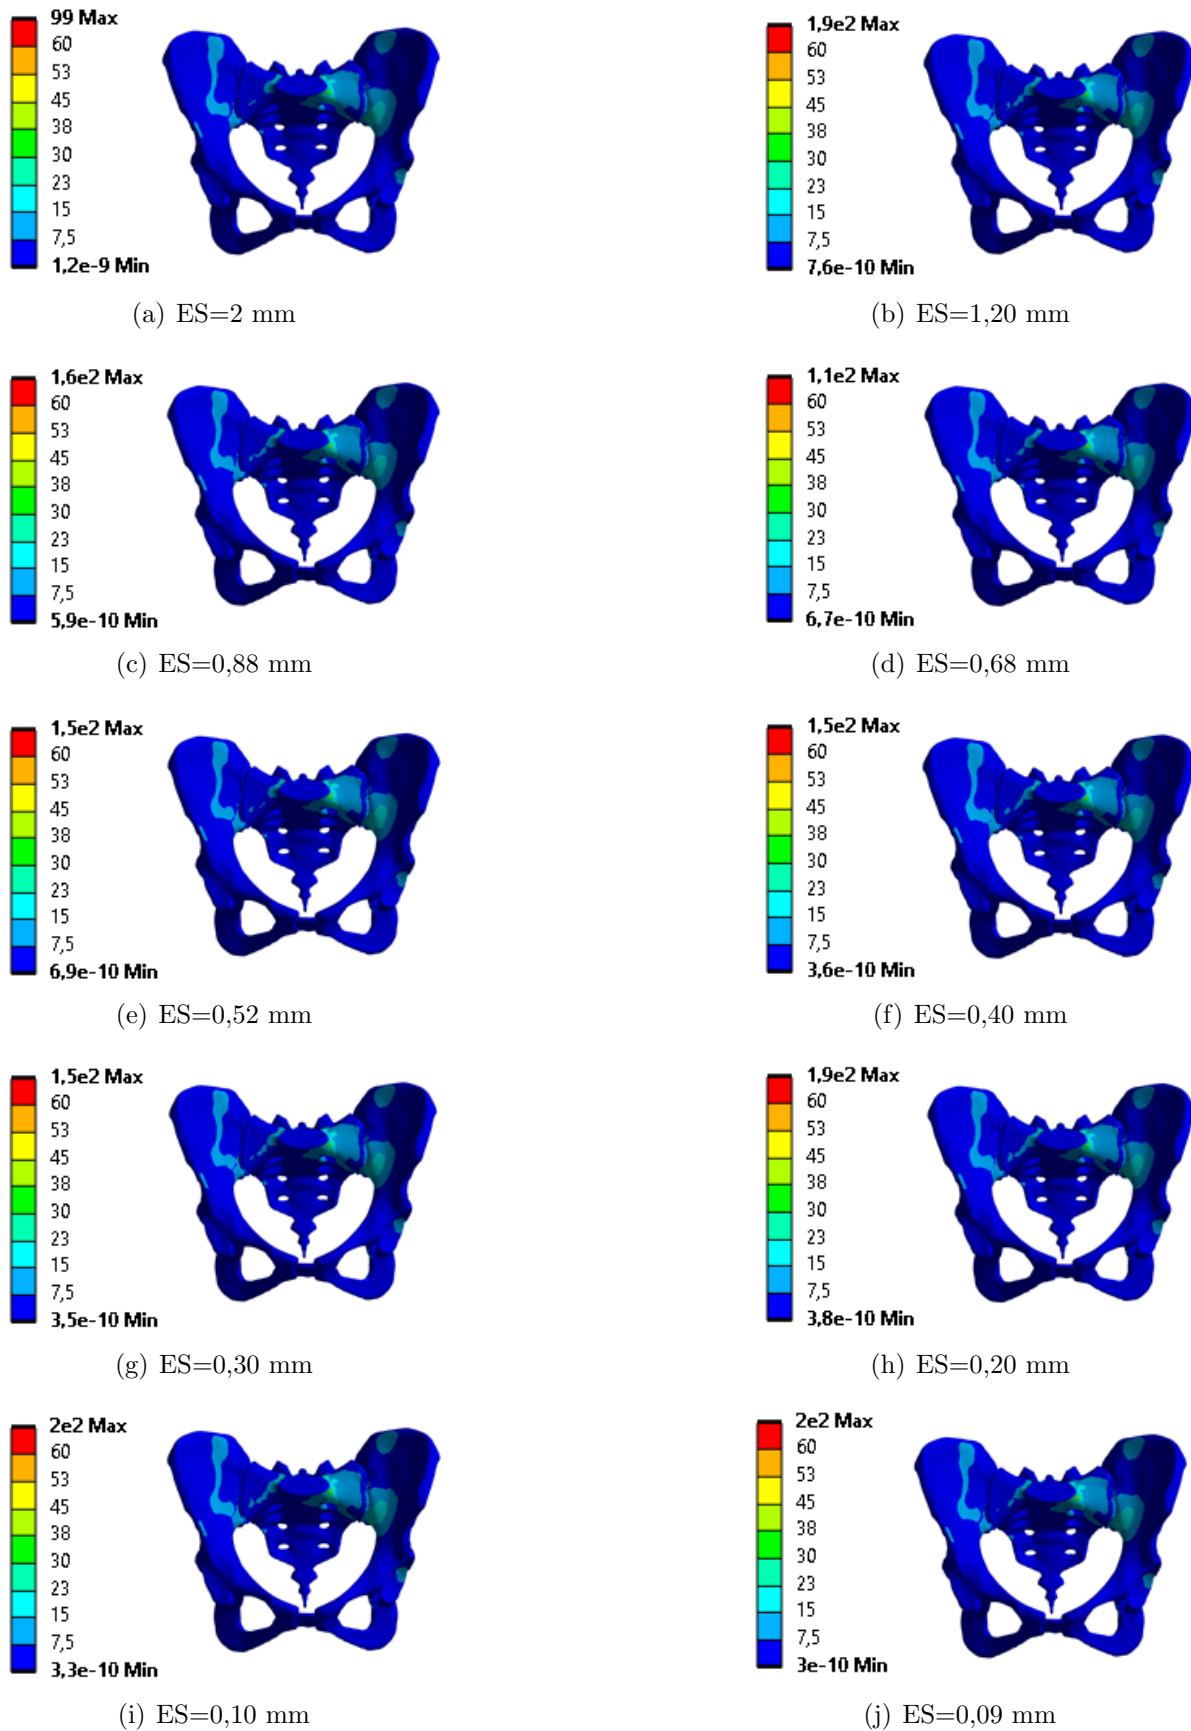 99 Max
60
53
45
38
30
23
15
7,5
1,2e-9 Min
(a) ES=2 mm
1,9e2 Max
60
53
45
38
30
23
15
7,5
7,6e-10 Min
(b) ES=1,20 mm
1,6e2 Max
60
53
45
38
30
23
15
7,5
5,9e-10 Min
(c) ES=0,88 mm
1,1e2 Max
60
53
45
38
30
23
15
7,5
6,7e-10 Min
(d) ES=0,68 mm
1,5e2 Max
60
53
45
38
30
23
15
7,5
6,9e-10 Min
(e) ES=0,52 mm
1,5e2 Max
60
53
45
38
30
23
15
7,5
3,6e-10 Min
(f) ES=0,40 mm
1,5e2 Max
60
53
45
38
30
23
15
7,5
3,5e-10 Min
(g) ES=0,30 mm
1,9e2 Max
60
53
45
38
30
23
15
7,5
3,8e-10 Min
(h) ES=0,20 mm
2e2 Max
60
53
45
38
30
23
15
7,5
3,3e-10 Min
(i) ES=0,10 mm
2e2 Max
60
53
45
38
30
23
15
7,5
3e-10 Min
(j) ES=0,09 mm